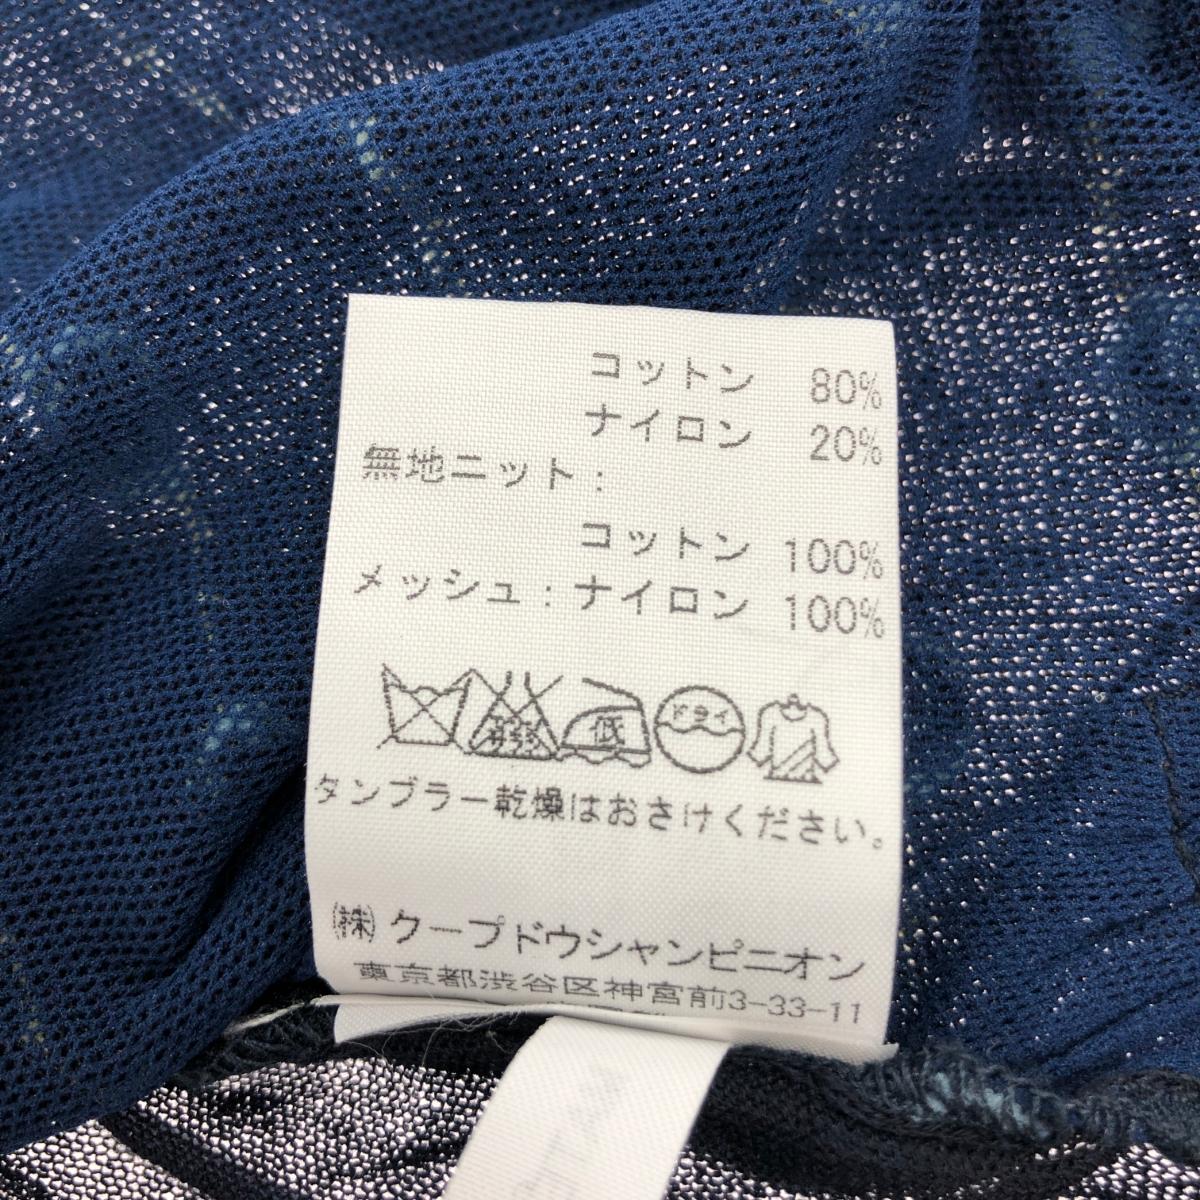 コットン 80%
ナイロン 20%
無地ニット：
コットン 100%
メッシュ：ナイロン 100%
低 ドライ
タンブラー乾燥はおさけください。
㈱クープドウシャンピニオン
東京都渋谷区神宮前3-33-11